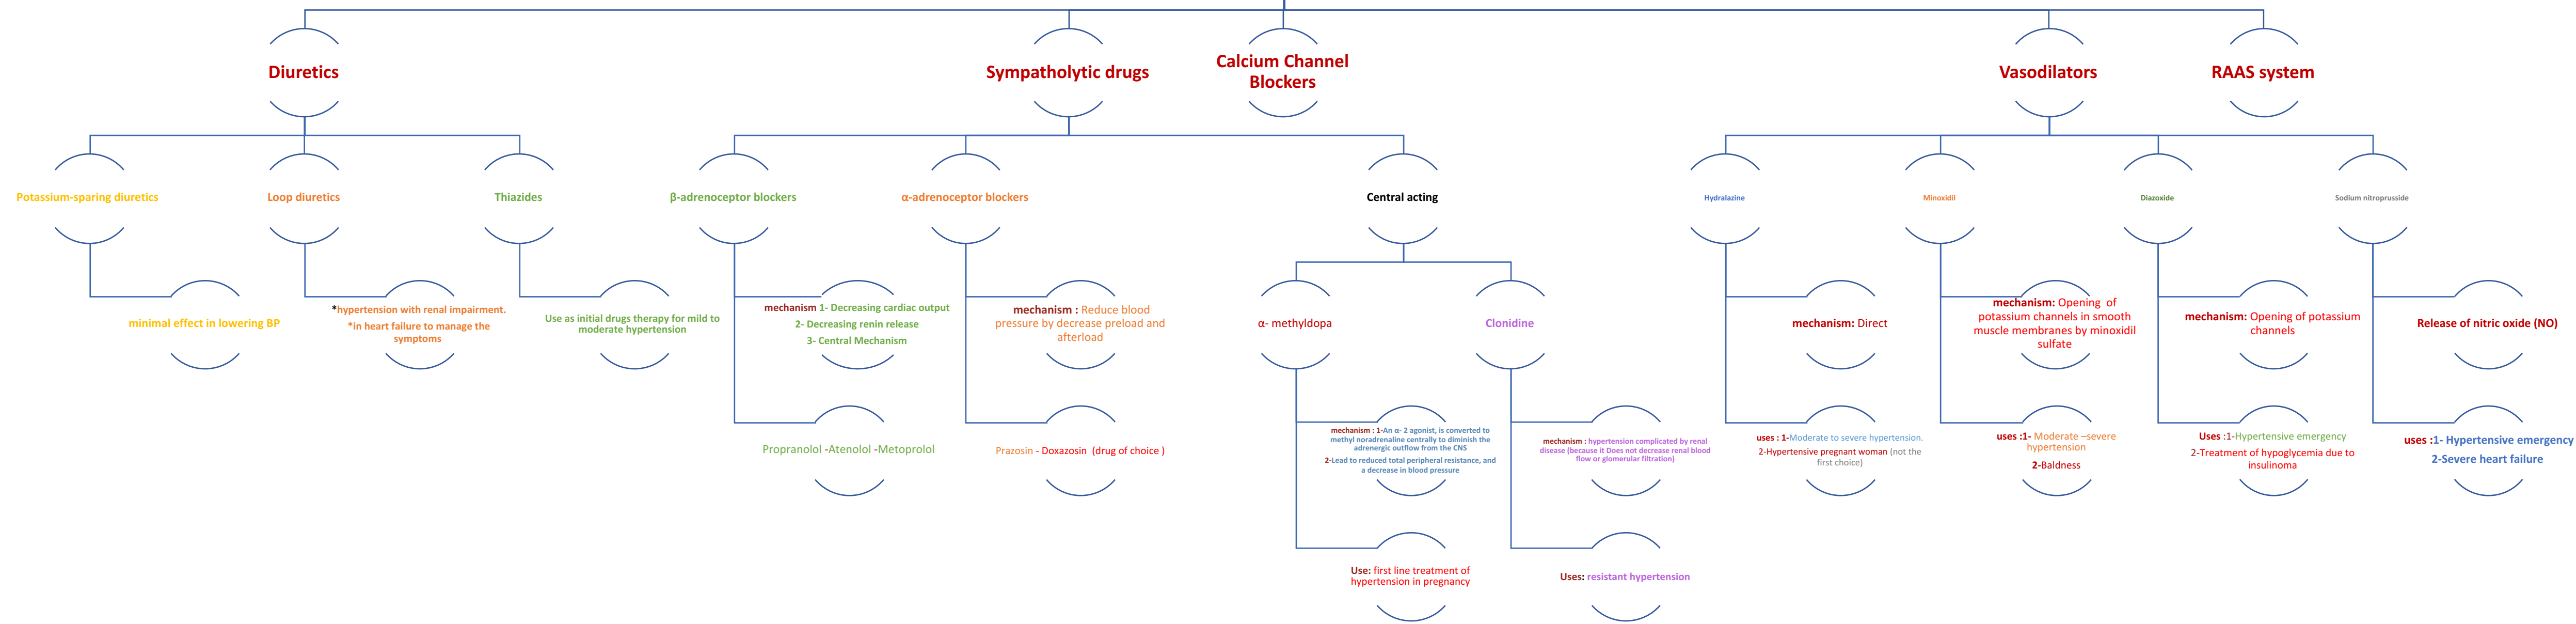 Diuretics
Sympatholytic drugs
Calcium Channel
Blockers
Vasodilators
RAAS system
Potassium-sparing diuretics
Loop diuretics
Thiazides
β-adrenoceptor blockers
α-adrenoceptor blockers
Central acting
Hydralazine
Minoxidil
Diazoxide
Sodium nitroprusside
minimal effect in lowering BP
*hypertension with renal impairment.
*in heart failure to manage the
symptoms
Use as initial drugs therapy for mild to
moderate hypertension
mechanism 1- Decreasing cardiac output
2- Decreasing renin release
3- Central Mechanism
mechanism : Reduce blood
pressure by decrease preload and
afterload
α- methyldopa
Clonidine
mechanism: Direct
mechanism: Opening of
potassium channels in smooth
muscle membranes by minoxidil
sulfate
mechanism: Opening of potassium
channels
Release of nitric oxide (NO)
Propranolol -Atenolol -Metoprolol
Prazosin - Doxazosin (drug of choice )
mechanism : 1-An α- 2 agonist, is converted to
methyl noradrenaline centrally to diminish the
adrenergic outflow from the CNS
2-Lead to reduced total peripheral resistance, and
a decrease in blood pressure
mechanism : hypertension complicated by renal
disease (because it Does not decrease renal blood
flow or glomerular filtration)
uses : 1-Moderate to severe hypertension.
2-Hypertensive pregnant woman (not the
first choice)
uses :1- Moderate –severe
hypertension
2-Baldness
Uses :1-Hypertensive emergency
2-Treatment of hypoglycemia due to
insulinoma
uses :1- Hypertensive emergency
2-Severe heart failure
Use: first line treatment of
hypertension in pregnancy
Uses: resistant hypertension